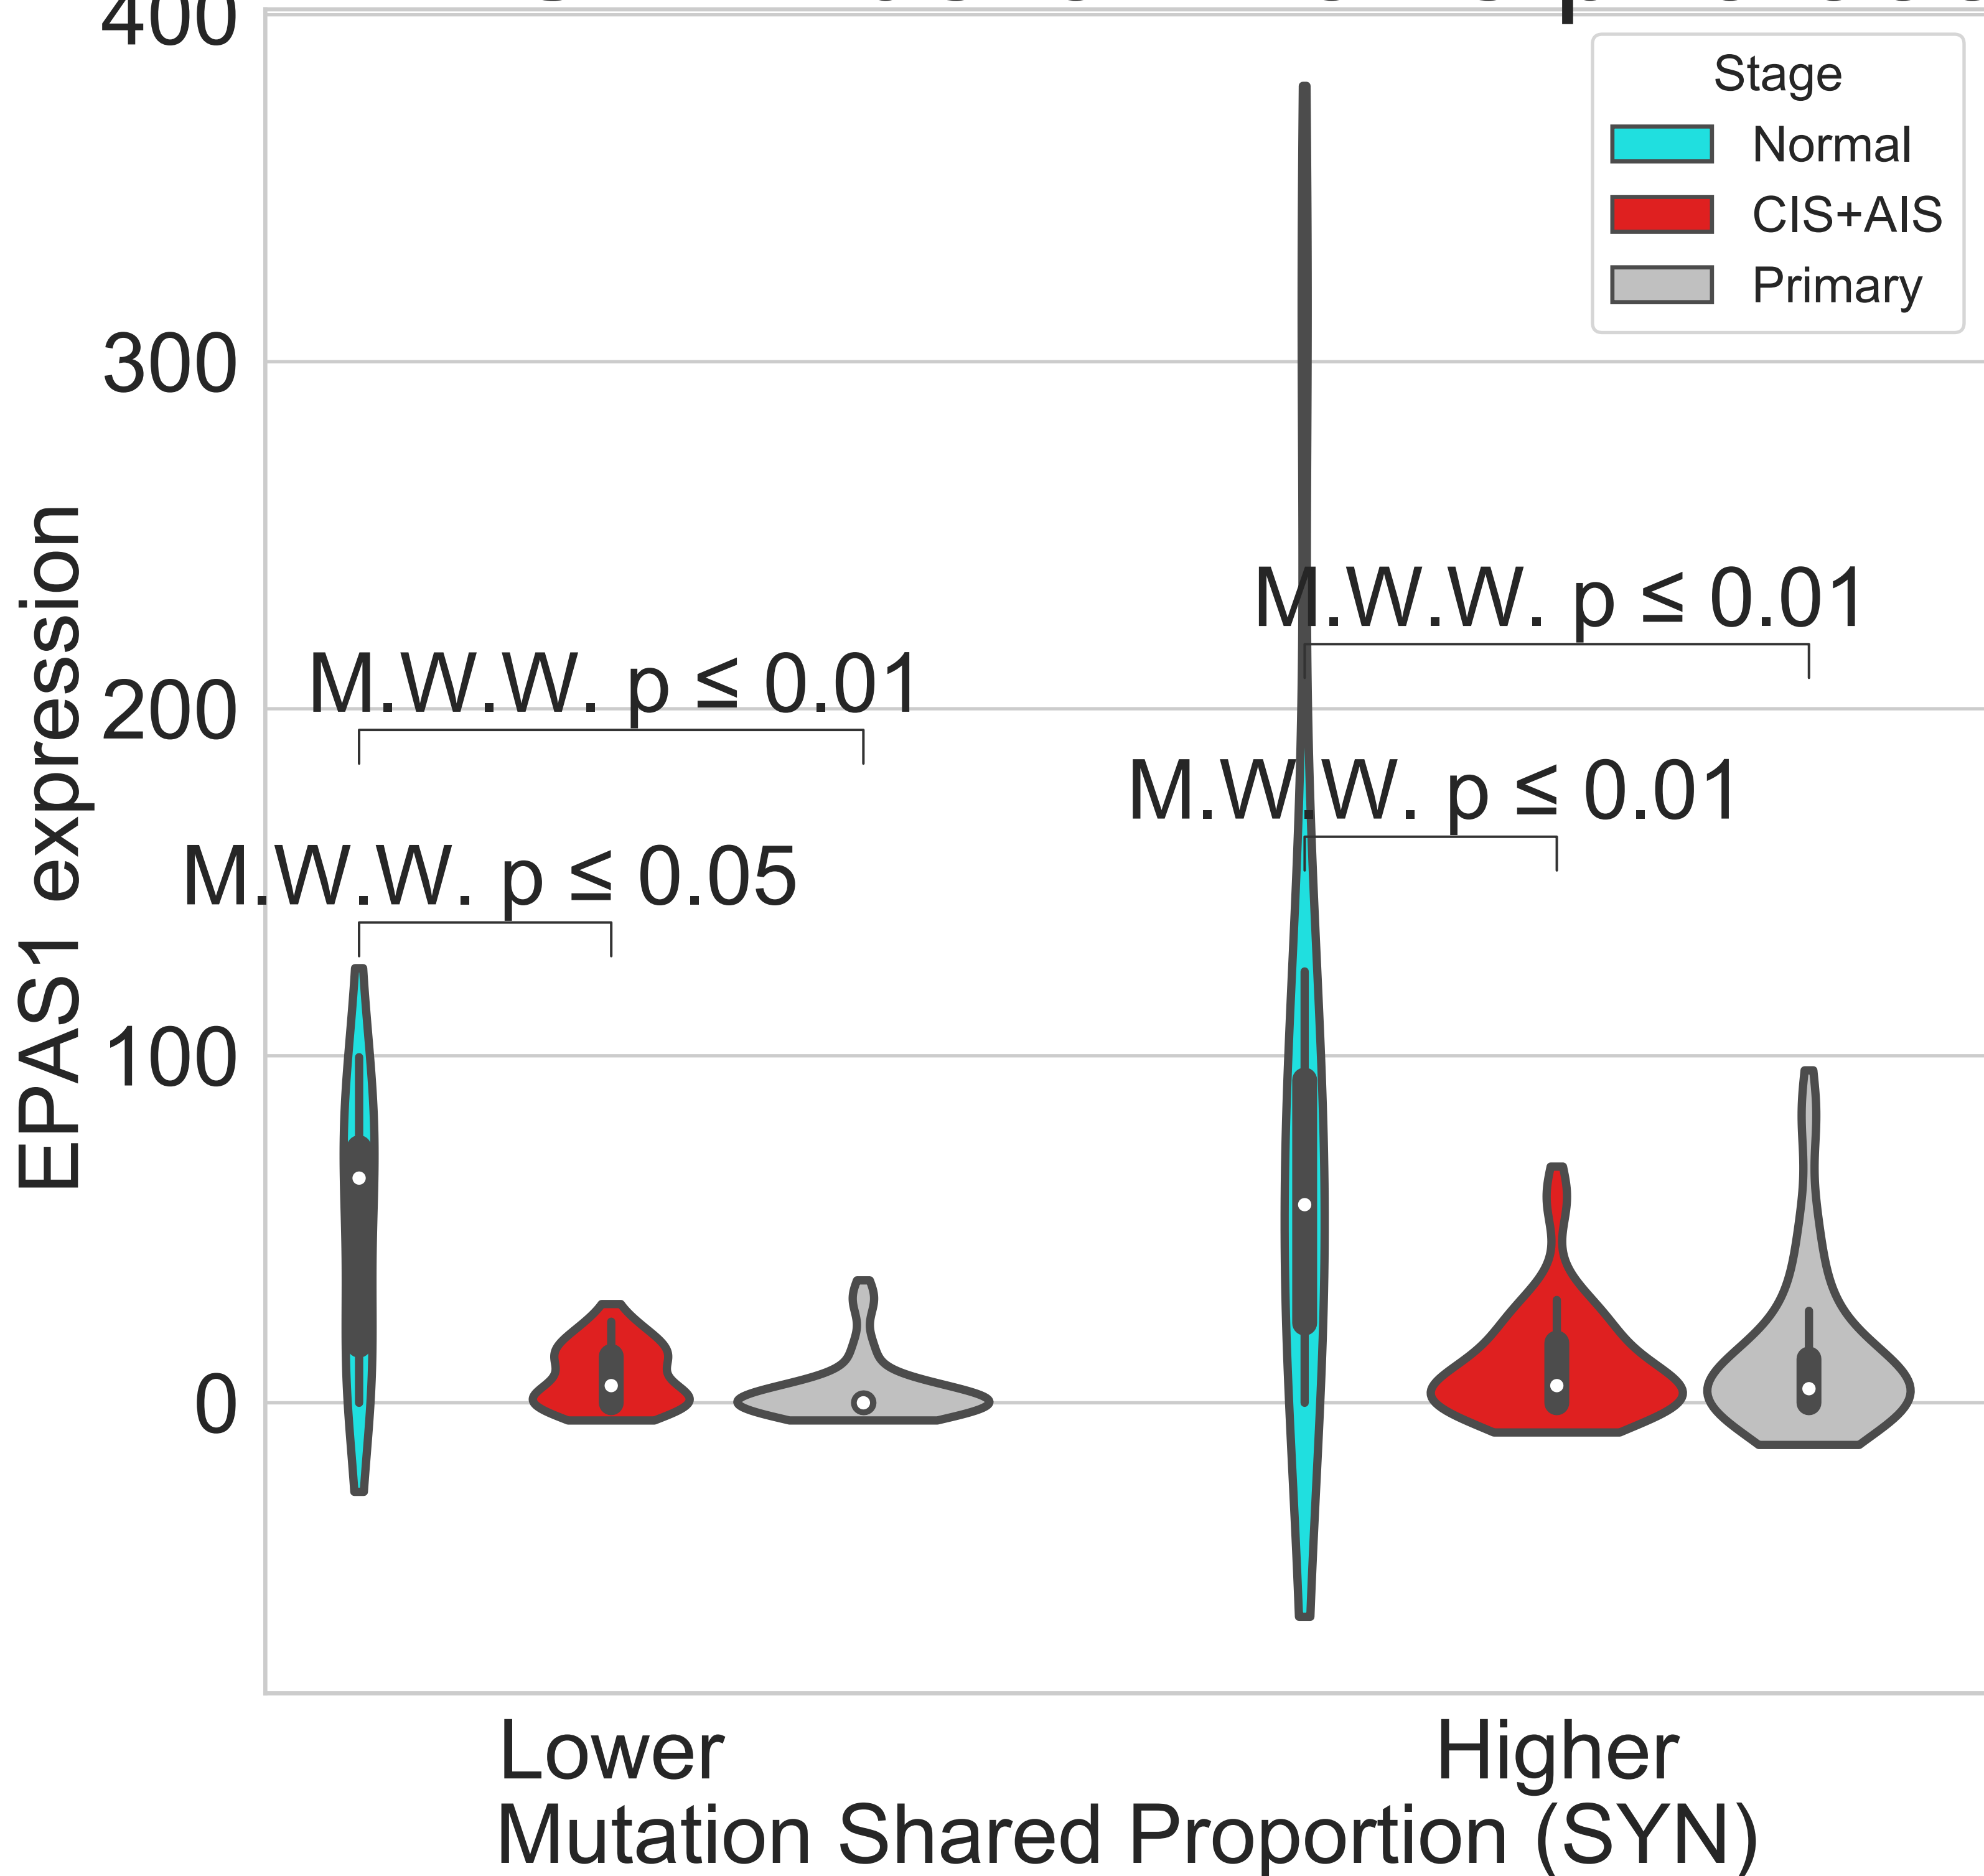 400
300
200
100
0
EPAS1 expression
Stage
Normal
CIS+AIS
Primary
M.W.W. p ≤ 0.01
M.W.W. p ≤ 0.01
M.W.W. p ≤ 0.01
M.W.W. p ≤ 0.05
Lower
Higher
Mutation Shared Proportion (SYN)